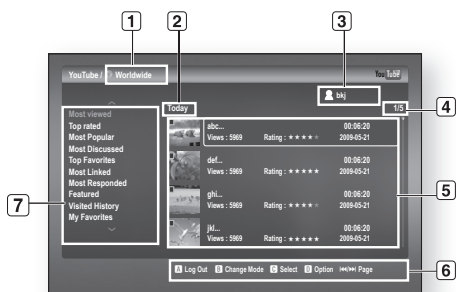 1
2
3
YouTube / Worldwide
You Tube
bkj
Today
1/5
4
Most viewed
Top rated
Most Popular
Most Discussed
Top Favorites
Most Linked
Most Responded
Featured
Visited History
My Favorites
7
abc...
00:06:20
Views : 5969 Rating : ★★★★★ 2009-05-21
def...
00:06:20
Views : 5969 Rating : ★★★★★ 2009-05-21
ghi...
00:06:20
Views : 5969 Rating : ★★★★★ 2009-05-21
jkl...
00:06:20
Views : 5969 Rating : ★★★★★ 2009-05-21
5
A Log Out B Change Mode C Select D Option ⏮/⏭ Page
6